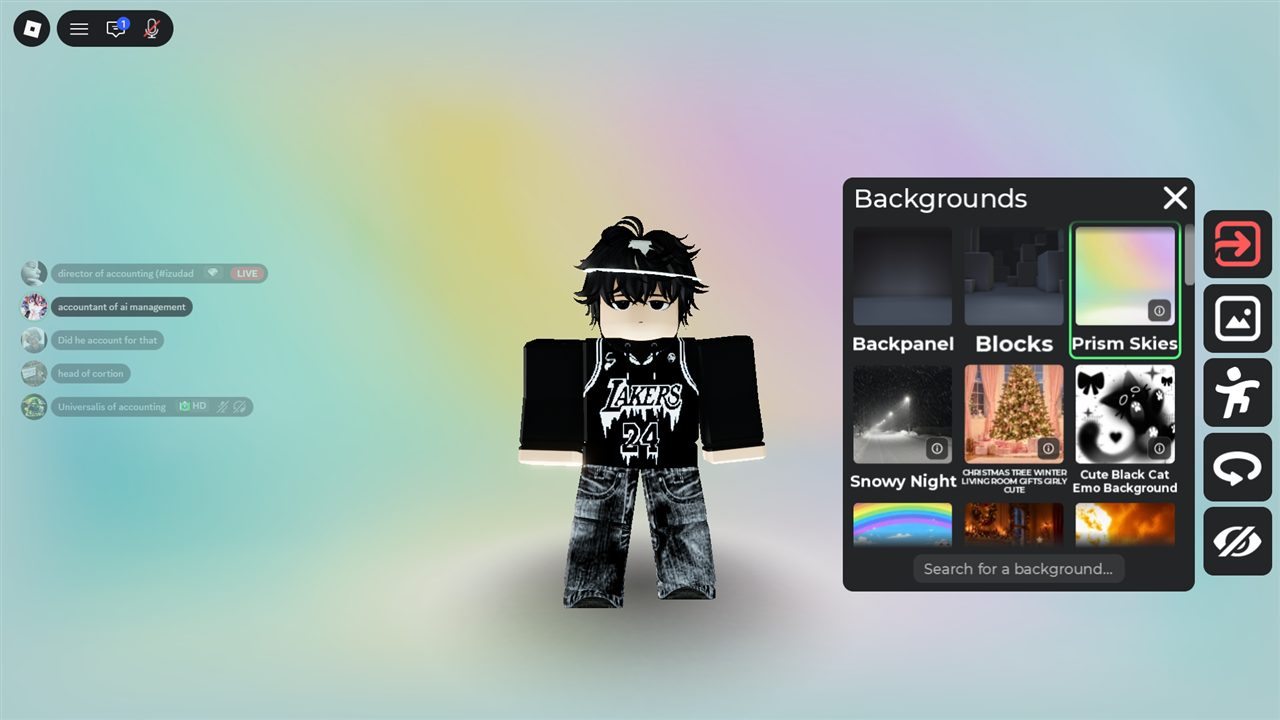 1
director of accounting (#izudad
LIVE
accountant of ai management
Did he account for that
head of cortion
Universalis of accounting
HD
LAKERS
24
Backgrounds
Backpanel
Blocks
Prism Skies
Snowy Night
CHRISTMAS TREE WINTER
LIVING ROOM GIFTS GIRLY
CUTE
Cute Black Cat
Emo Background
Search for a background...